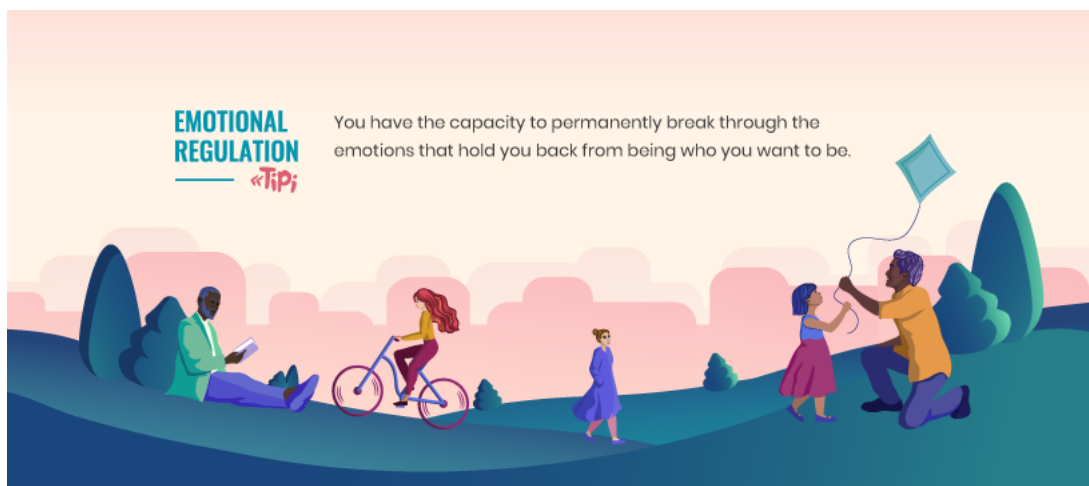 EMOTIONAL
REGULATION
«Tipi
You have the capacity to permanently break through the
emotions that hold you back from being who you want to be.